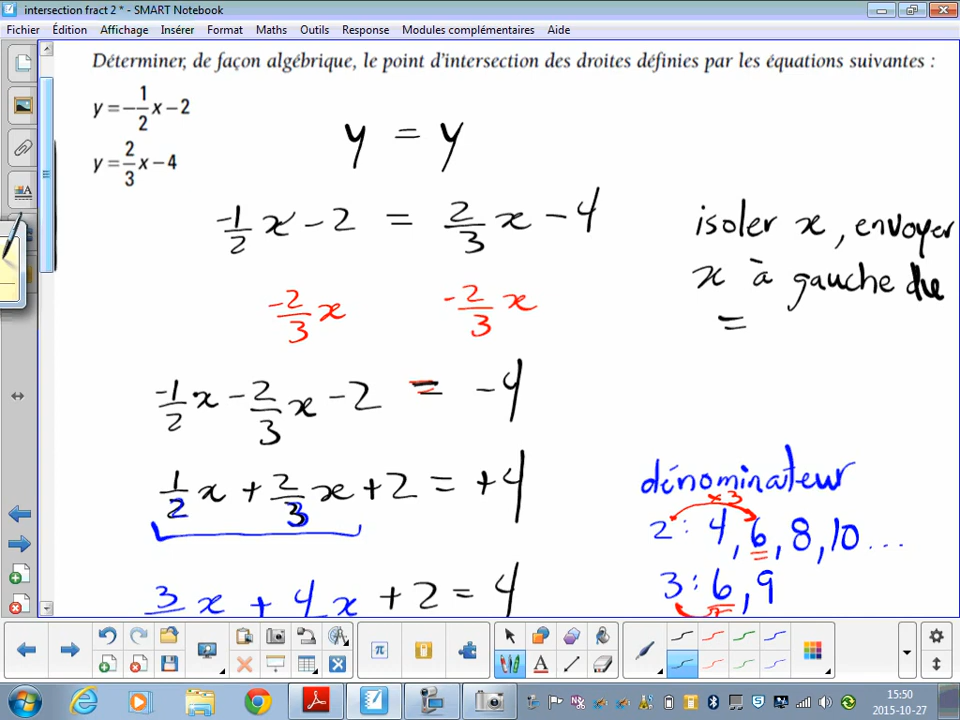 intersection fract 2 * - SMART Notebook
Fichier Édition Affichage Insérer Format Maths Outils Response Modules complémentaires Aide
Déterminer, de façon algébrique, le point d'intersection des droites définies par les équations suivantes :
y = -1/2 x - 2
y = 2/3 x - 4
y = y
-1/2 x - 2 = 2/3 x - 4
isoler x, envoyer
x à gauche du
=
-2/3 x -2/3 x
-1/2 x - 2/3 x - 2 = -4
1/2 x + 2/3 x + 2 = +4
dénominateur
x3
2 : 4, 6, 8, 10 ...
3 : 6, 9
3 x + 4 x + 2 = 4
15:50
2015-10-27